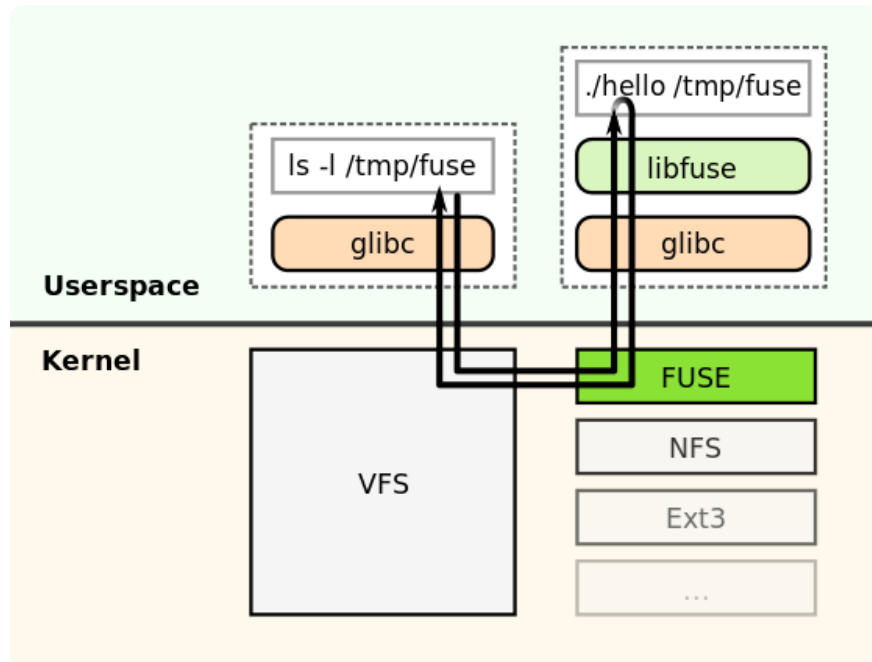 ./hello /tmp/fuse
ls -l /tmp/fuse
libfuse
glibc
glibc
Userspace
Kernel
FUSE
NFS
VFS
Ext3
...